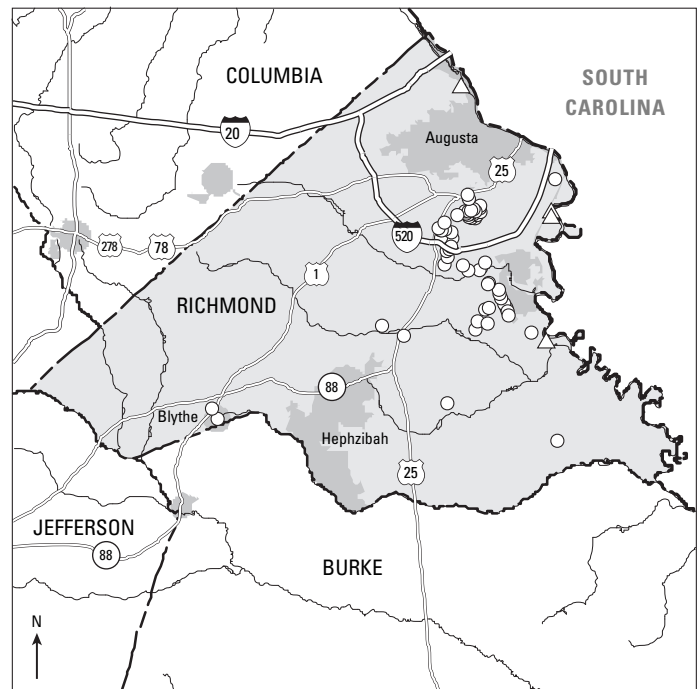 COLUMBIA
SOUTH
CAROLINA
20
Augusta
25
520
278
78
1
RICHMOND
88
Blythe
Hephzibah
25
JEFFERSON
88
BURKE
N